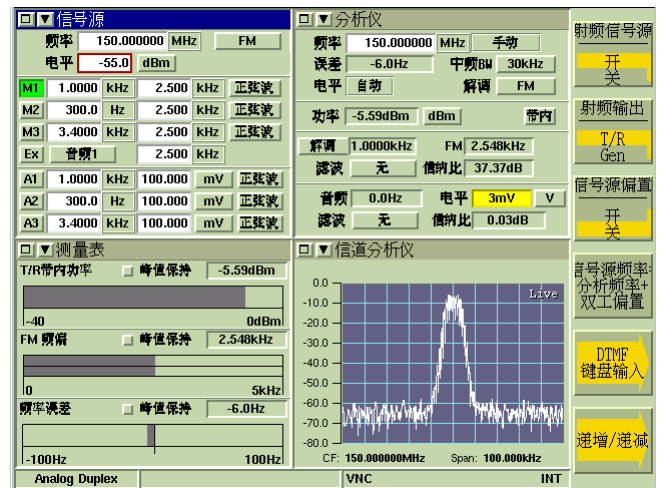 信号源
频率 150.000000 MHz FM
电平 -55.0 dBm
M1 1.0000 kHz 2.500 kHz 正弦波
M2 300.0 Hz 2.500 kHz 正弦波
M3 3.4000 kHz 2.500 kHz 正弦波
Ex 音频1 2.500 kHz
A1 1.0000 kHz 100.000 mV 正弦波
A2 300.0 Hz 100.000 mV 正弦波
A3 3.4000 kHz 100.000 mV 正弦波
分析仪
频率 150.000000 MHz 手动
误差 -6.0Hz 中频BW 30kHz
电平 自动 解调 FM
功率 -5.59dBm dBm 带内
解调 1.0000kHz FM 2.548kHz
滤波 无 信纳比 37.37dB
音频 0.0Hz 电平 3mV V
滤波 无 信纳比 0.03dB
测量表
T/R带内功率 峰值保持 -5.59dBm
-40 0dBm
FM 频偏 峰值保持 2.548kHz
0 5kHz
频率误差 峰值保持 -6.0Hz
-100Hz 100Hz
信道分析仪
Live
0.0
-10.0
-20.0
-30.0
-40.0
-50.0
-60.0
-70.0
-80.0
CF: 150.000000MHz Span: 100.000kHz
射频信号源
开
关
射频输出
T/R
Gen
信号源偏置
开
关
信号源频率=
分析频率+
双工偏置
DTMF
键盘输入
递增/递减
Analog Duplex VNC INT